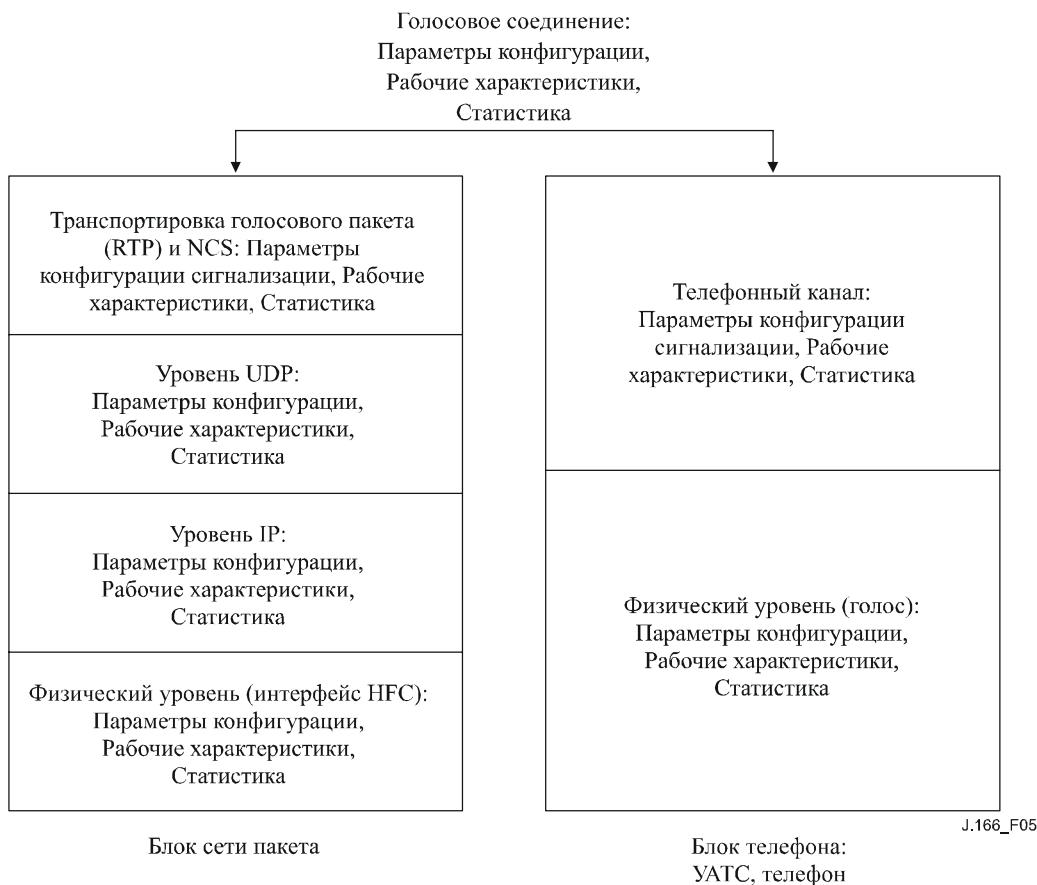 Голосовое соединение:
Параметры конфигурации,
Рабочие характеристики,
Статистика
Транспортировка голосового пакета
(RTP) и NCS: Параметры
конфигурации сигнализации, Рабочие
характеристики, Статистика
Уровень UDP:
Параметры конфигурации,
Рабочие характеристики,
Статистика
Уровень IP:
Параметры конфигурации,
Рабочие характеристики,
Статистика
Физический уровень (интерфейс HFC):
Параметры конфигурации,
Рабочие характеристики,
Статистика
Блок сети пакета
Телефонный канал:
Параметры конфигурации
сигнализации, Рабочие
характеристики, Статистика
Физический уровень (голос):
Параметры конфигурации,
Рабочие характеристики,
Статистика
J.166_F05
Блок телефона:
УАТС, телефон